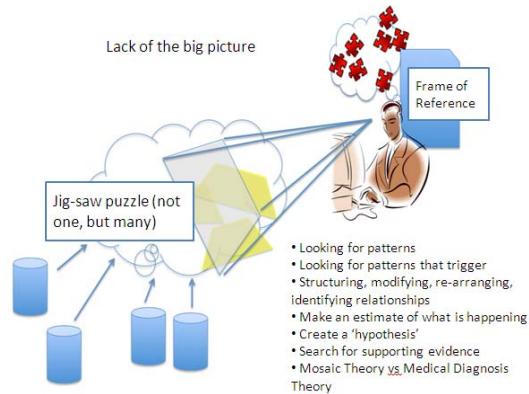 Lack of the big picture
Frame of
Reference
Jig-saw puzzle (not
one, but many)
• Looking for patterns
• Looking for patterns that trigger
• Structuring, modifying, re-arranging,
identifying relationships
• Make an estimate of what is happening
• Create a ‘hypothesis’
• Search for supporting evidence
• Mosaic Theory vs Medical Diagnosis
Theory